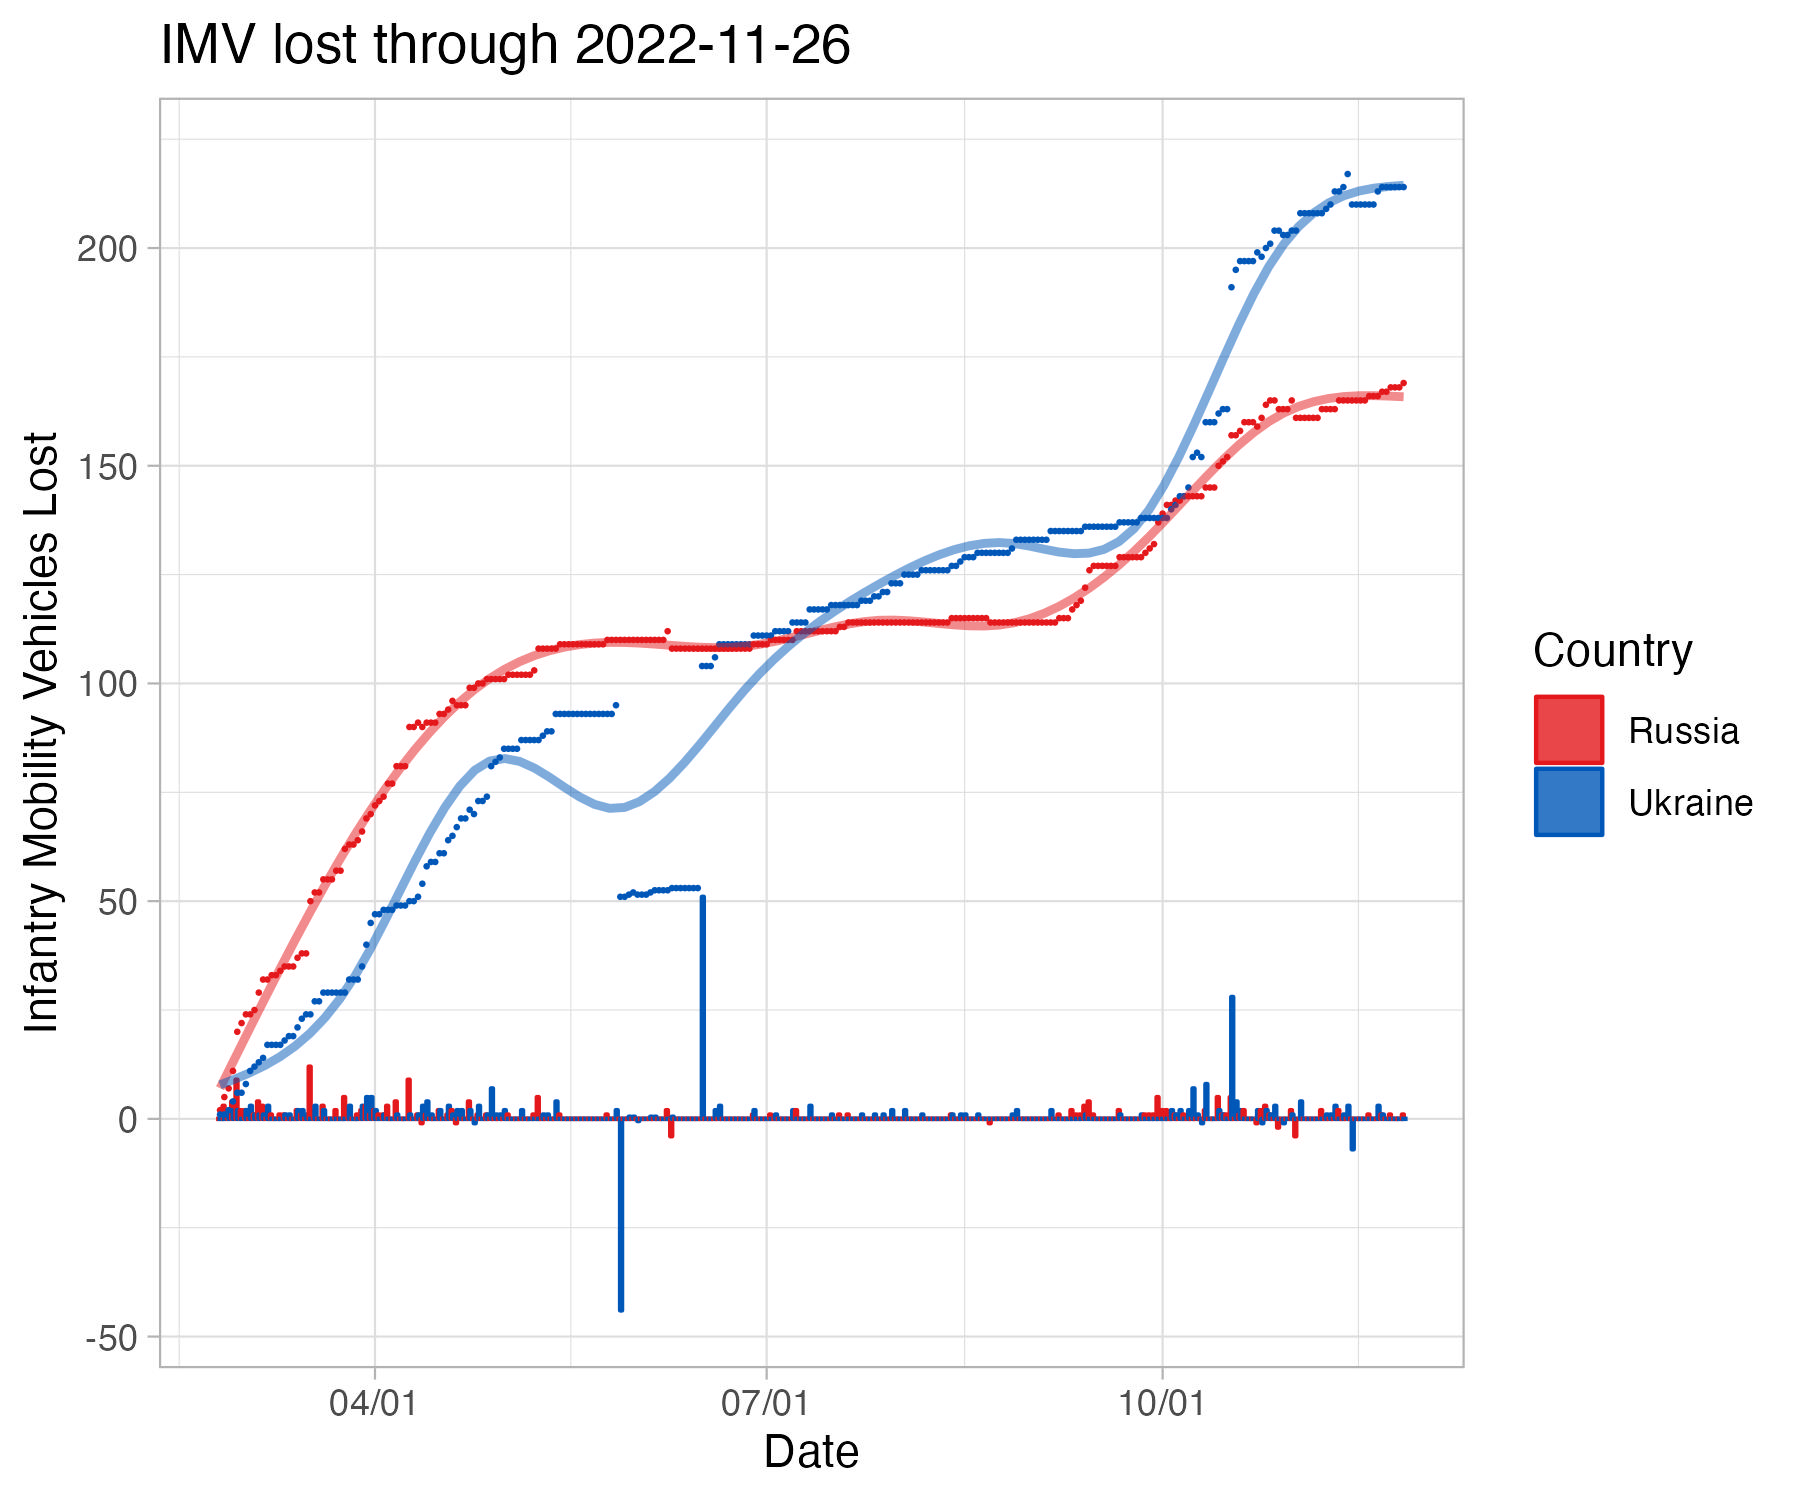 IMV lost through 2022-11-26
Infantry Mobility Vehicles Lost
200
150
100
50
0
-50
04/01
07/01
10/01
Date
Country
Russia
Ukraine